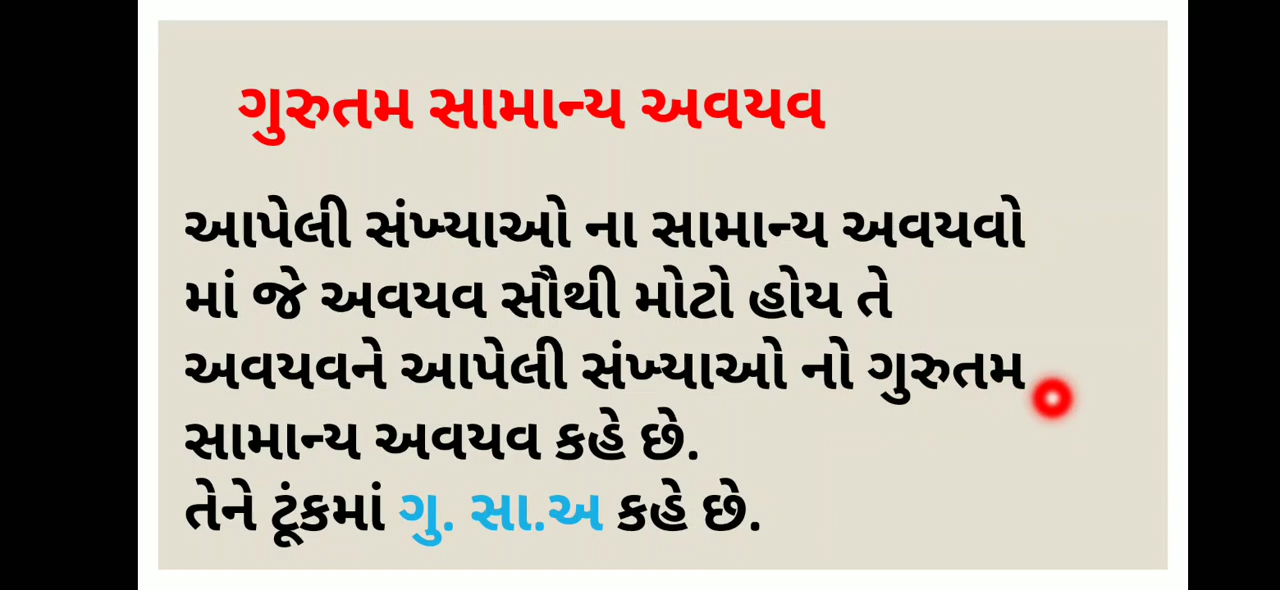 ગુરુતમ સામાન્ય અવયવ
આપેલી સંખ્યાઓ ના સામાન્ય અવયવો
માં જે અવયવ સૌથી મોટો હોય તે
અવયવને આપેલી સંખ્યાઓ નો ગુરુતમ
સામાન્ય અવયવ કહે છે.
તેને ટૂંકમાં ગુ. સા.અ કહે છે.